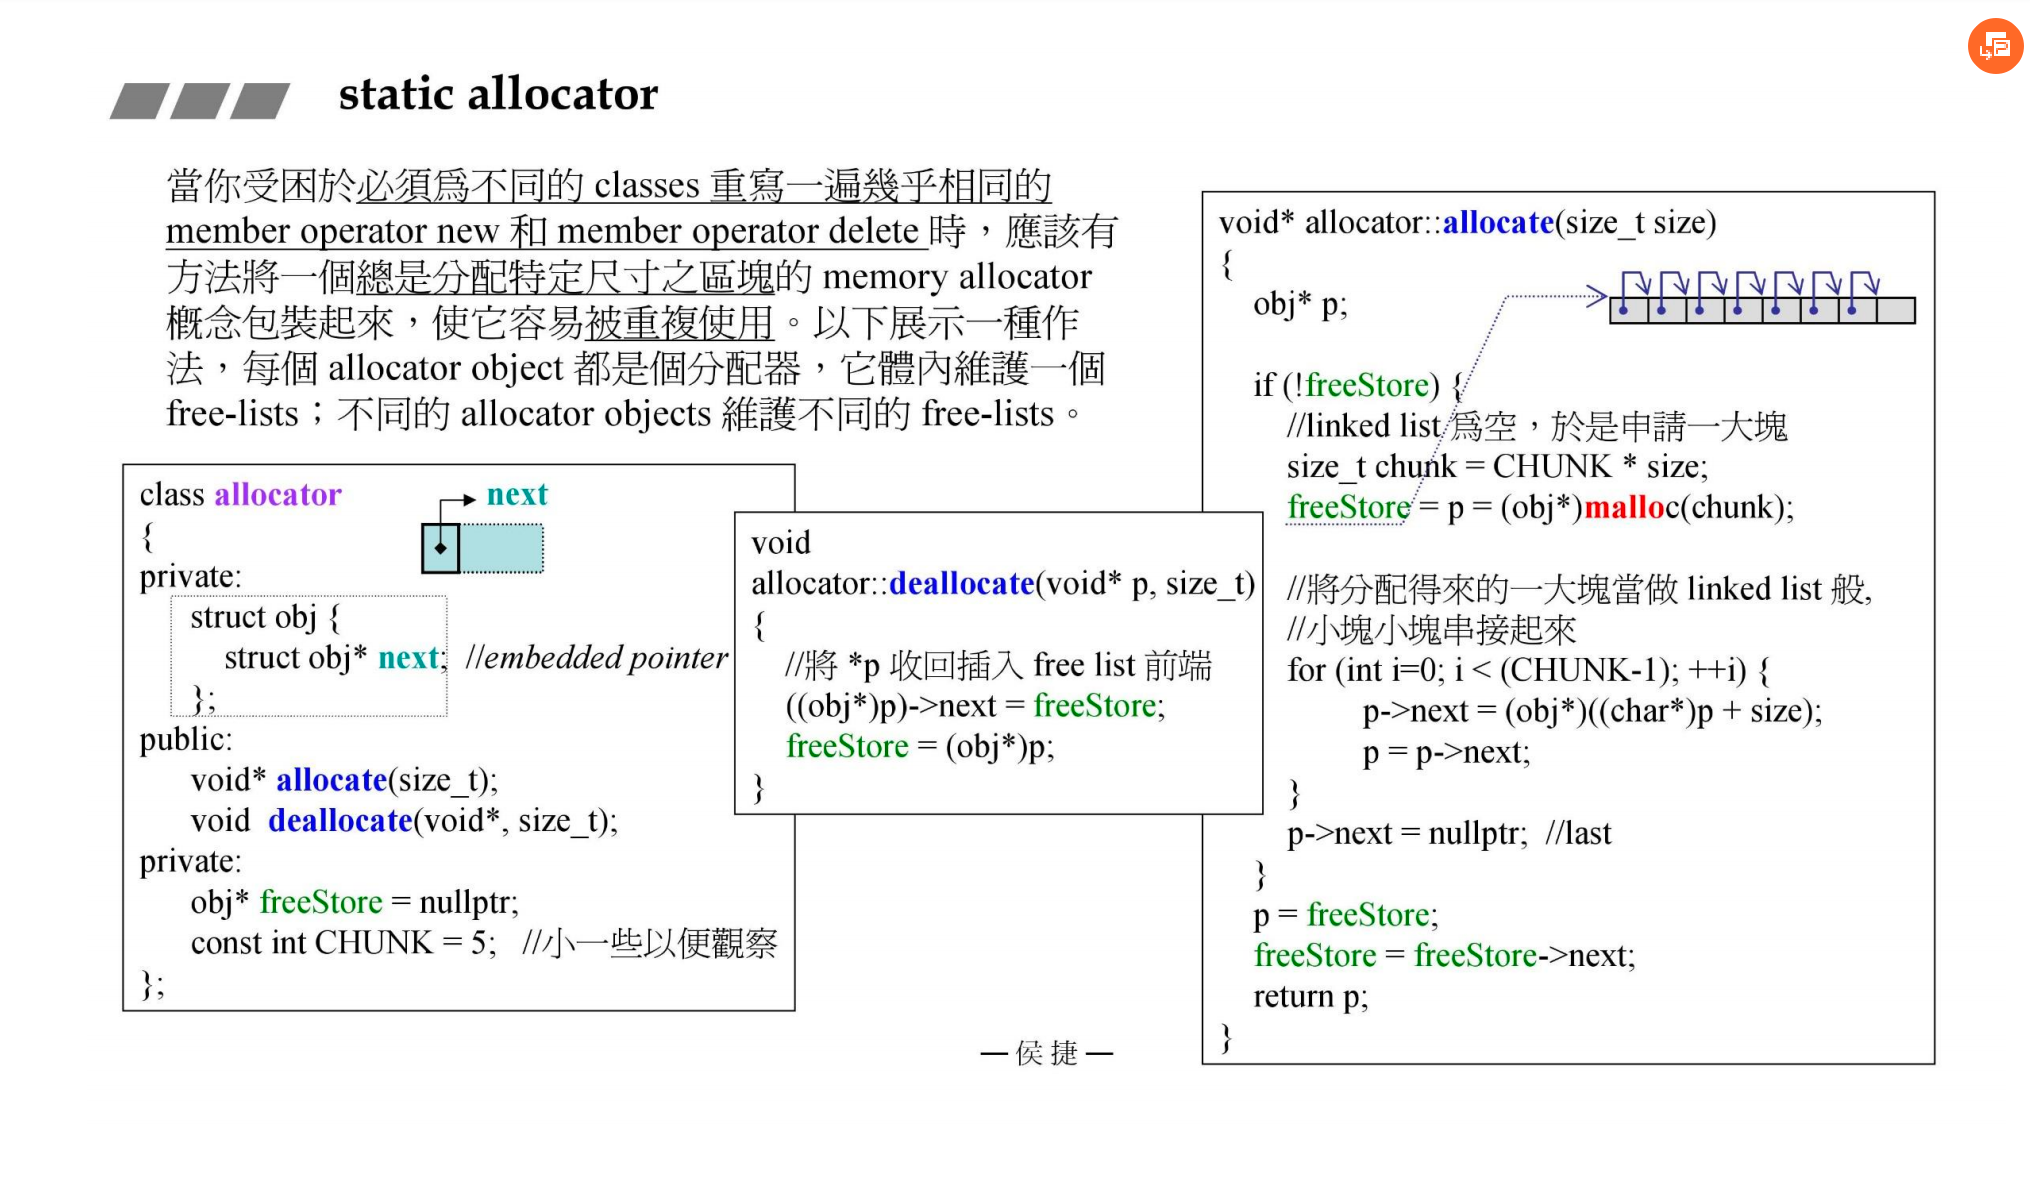 static allocator
當你受困於必須爲不同的 classes 重寫一遍幾乎相同的
member operator new 和 member operator delete 時，應該有
方法將一個總是分配特定尺寸之區塊的 memory allocator
概念包裝起來，使它容易被重複使用。以下展示一種作
法，每個 allocator object 都是個分配器，它體內維護一個
free-lists；不同的 allocator objects 維護不同的 free-lists。
class allocator
next
{
private:
struct obj {
struct obj* next; //embedded pointer
};
public:
void* allocate(size_t);
void deallocate(void*, size_t);
private:
obj* freeStore = nullptr;
const int CHUNK = 5; //小一些以便觀察
};
void
allocator::deallocate(void* p, size_t)
{
//將 *p 收回插入 free list 前端
((obj*)p)->next = freeStore;
freeStore = (obj*)p;
}
void* allocator::allocate(size_t size)
{
obj* p;
if (!freeStore) {
//linked list 爲空，於是申請一大塊
size_t chunk = CHUNK * size;
freeStore = p = (obj*)malloc(chunk);
//將分配得來的一大塊當做 linked list 般,
//小塊小塊串接起來
for (int i=0; i < (CHUNK-1); ++i) {
p->next = (obj*)((char*)p + size);
p = p->next;
}
p->next = nullptr; //last
}
p = freeStore;
freeStore = freeStore->next;
return p;
}
— 侯 捷 —